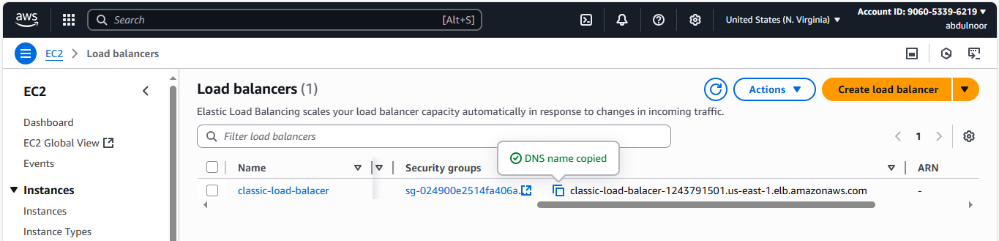 aws
Search [Alt+S]
United States (N. Virginia)
Account ID: 9060-5339-6219
abdulnoor
EC2 Load balancers
EC2
Dashboard
EC2 Global View
Events
Instances
Instances
Instance Types
Load balancers (1)
Actions
Create load balancer
Elastic Load Balancing scales your load balancer capacity automatically in response to changes in incoming traffic.
Filter load balancers
1
DNS name copied
Name Security groups ARN
classic-load-balacer sg-024900e2514fa406a. classic-load-balacer-1243791501.us-east-1.elb.amazonaws.com -